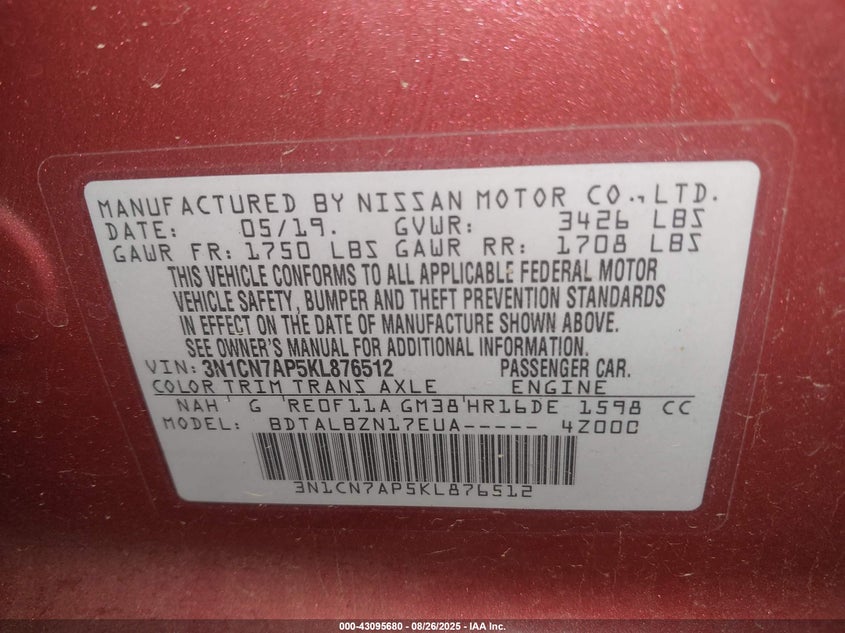 MANUFACTURED BY NISSAN MOTOR CO., LTD.
DATE: 05/19. GVWR: 3426 LBS
GAWR FR: 1750 LBS GAWR RR: 1708 LBS
THIS VEHICLE CONFORMS TO ALL APPLICABLE FEDERAL MOTOR
VEHICLE SAFETY, BUMPER AND THEFT PREVENTION STANDARDS
IN EFFECT ON THE DATE OF MANUFACTURE SHOWN ABOVE.
SEE OWNER'S MANUAL FOR ADDITIONAL INFORMATION.
VIN: 3N1CN7AP5KL876512 PASSENGER CAR.
COLOR TRIM TRANS AXLE ENGINE
NAH' G 'RE0F11A GM38'HR16DE 1598 CC
MODEL: BDTALBZN17EUA----- 4Z000
3N1CN7AP5KL876512
000-43095680 - 08/26/2025 - IAA Inc.